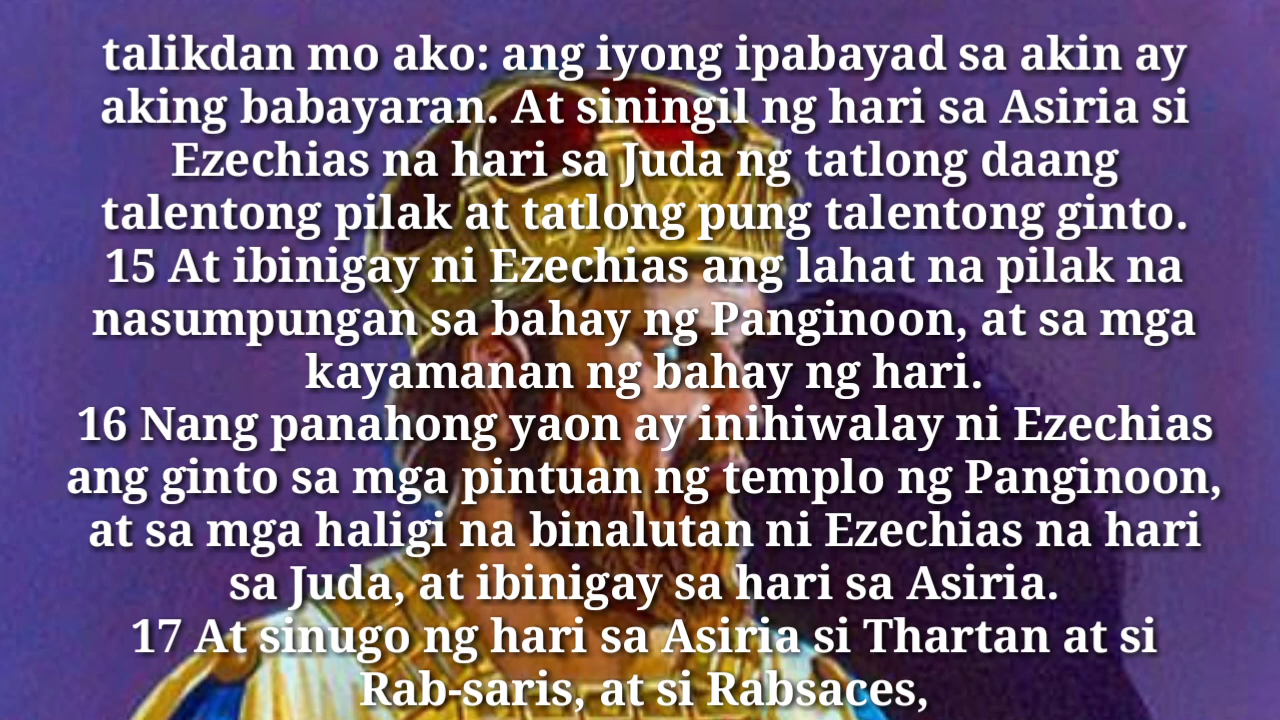 talikdan mo ako: ang iyong ipabayad sa akin ay
aking babayaran. At siningil ng hari sa Asiria si
Ezechias na hari sa Juda ng tatlong daang
talentong pilak at tatlong pung talentong ginto.
15 At ibinigay ni Ezechias ang lahat na pilak na
nasumpungan sa bahay ng Panginoon, at sa mga
kayamanan ng bahay ng hari.
16 Nang panahong yaon ay inihiwalay ni Ezechias
ang ginto sa mga pintuan ng templo ng Panginoon,
at sa mga haligi na binalutan ni Ezechias na hari
sa Juda, at ibinigay sa hari sa Asiria.
17 At sinugo ng hari sa Asiria si Thartan at si
Rab-saris, at si Rabsaces,